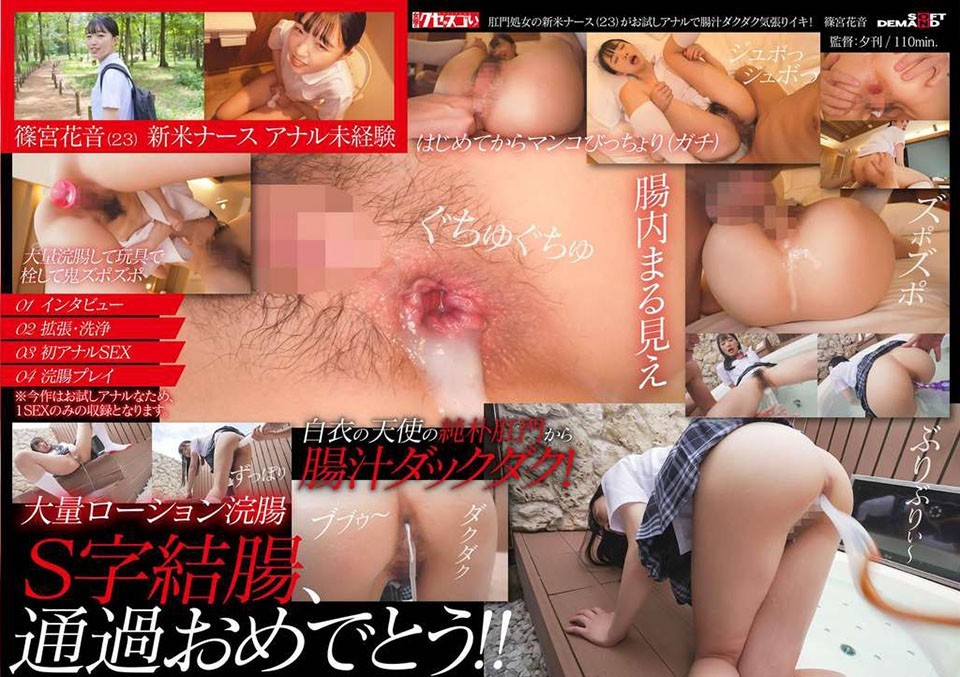 クセスゴい
肛門処女の新米ナース(23)がお試しアナルで腸汁ダクダク気張りイキ! 篠宮花音
SOFT
DEMAND
監督:夕刊/110min.
篠宮花音(23) 新米ナース アナル未経験
ジュボっ
ジュボっ
はじめてからマンコびっちょり(ガチ)
ぐちゅぐちゅ
腸内まる見え
ズポズポ
大量浣腸して玩具で
栓して鬼ズポズポ
01 インタビュー
02 拡張・洗浄
03 初アナルSEX
04 浣腸プレイ
※今作はお試しアナルなため、
1SEXのみの収録となります。
ずっぽり
白衣の天使の純朴肛門から
腸汁ダックダク!
大量ローション浣腸
S字結腸、
通過おめでとう!!
ブブゥ〜
ダクダク
ぶりぶりぃ〜